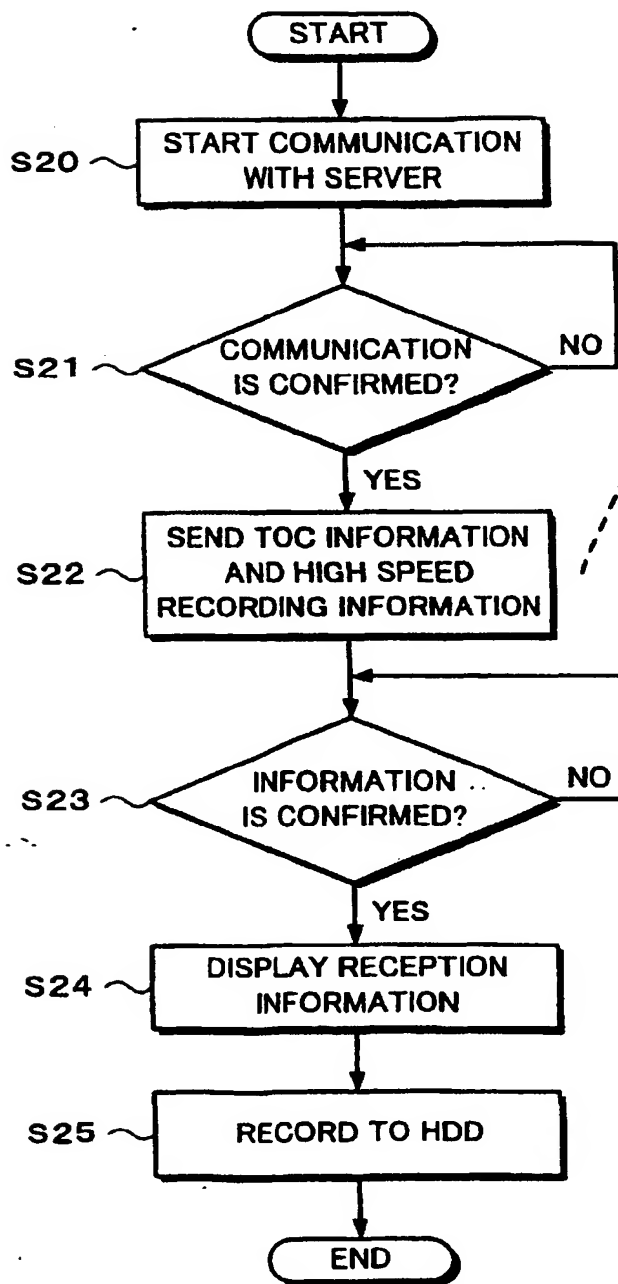 START
S20
START COMMUNICATION
WITH SERVER
S21
COMMUNICATION
IS CONFIRMED?
NO
YES
S22
SEND TOC INFORMATION
AND HIGH SPEED
RECORDING INFORMATION
S23
INFORMATION
IS CONFIRMED?
NO
YES
S24
DISPLAY RECEPTION
INFORMATION
S25
RECORD TO HDD
END